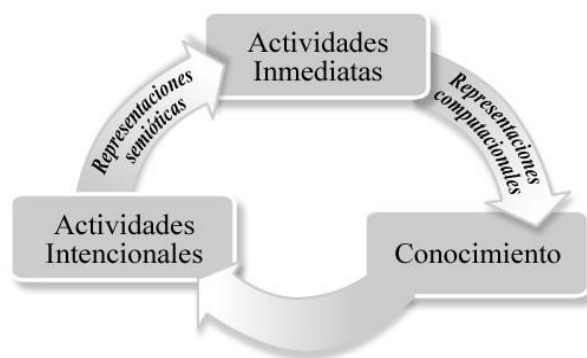 Actividades
Inmediatas
Representaciones
semióticas
Representaciones
computacionales
Actividades
Intencionales
Conocimiento